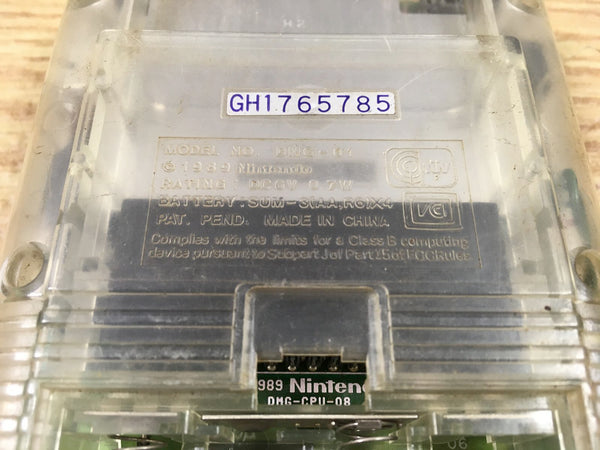 GH1765785
MODEL NO. DMG-01
©1989 Nintendo
RATING: DC6V 0.7W
BATTERY: SUM-3(AA,R6)X4
PAT. PEND. MADE IN CHINA
Complies with the limits for a Class B computing
device pursuant to Subpart J of Part 15 of FCC Rules
VCI
989 Ninten
DMG-CPU-08
06